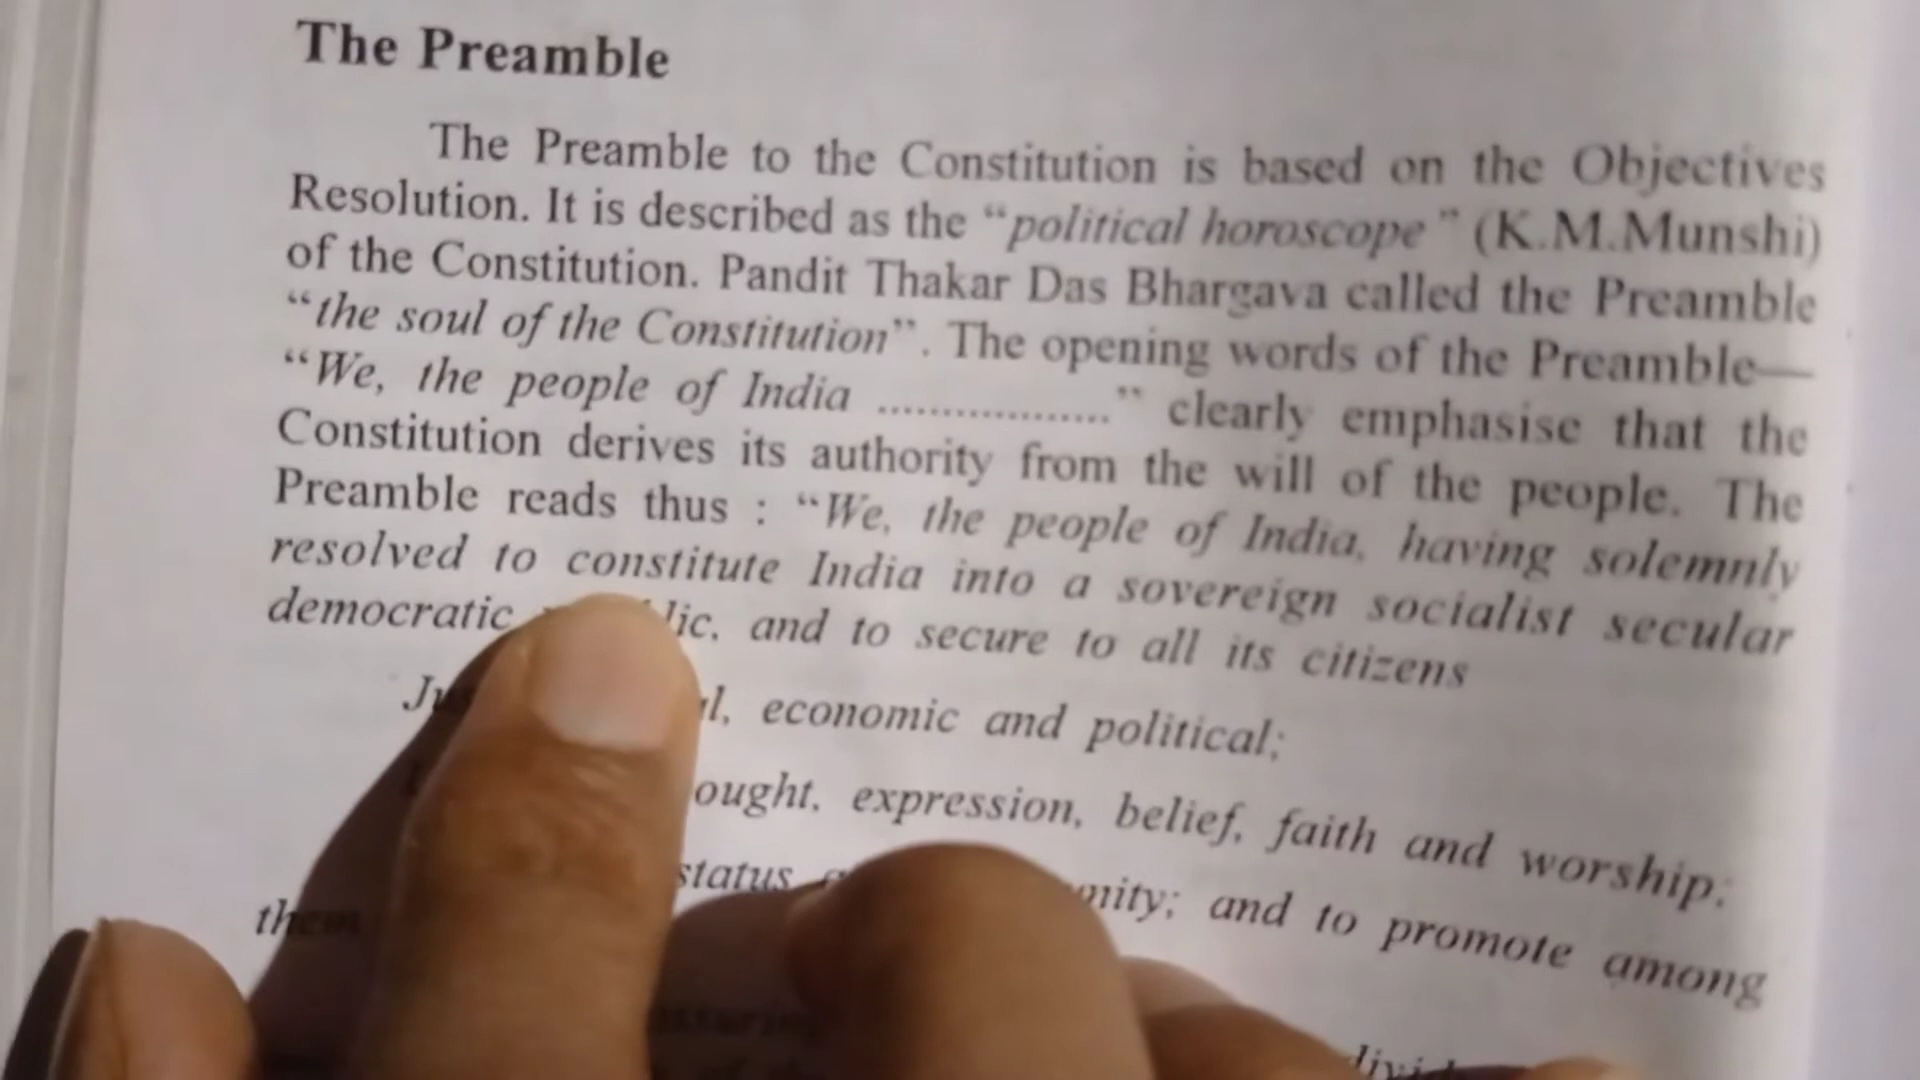 The Preamble
The Preamble to the Constitution is based on the Objectives
Resolution. It is described as the “political horoscope” (K.M.Munshi)
of the Constitution. Pandit Thakar Das Bhargava called the Preamble
“the soul of the Constitution”. The opening words of the Preamble—
“We, the people of India ..................” clearly emphasise that the
Constitution derives its authority from the will of the people. The
Preamble reads thus : “We, the people of India, having solemnly
resolved to constitute India into a sovereign socialist secular
democratic and to secure to all its citizens
economic and political;
expression, belief, faith and worship;
status and to promote among
them